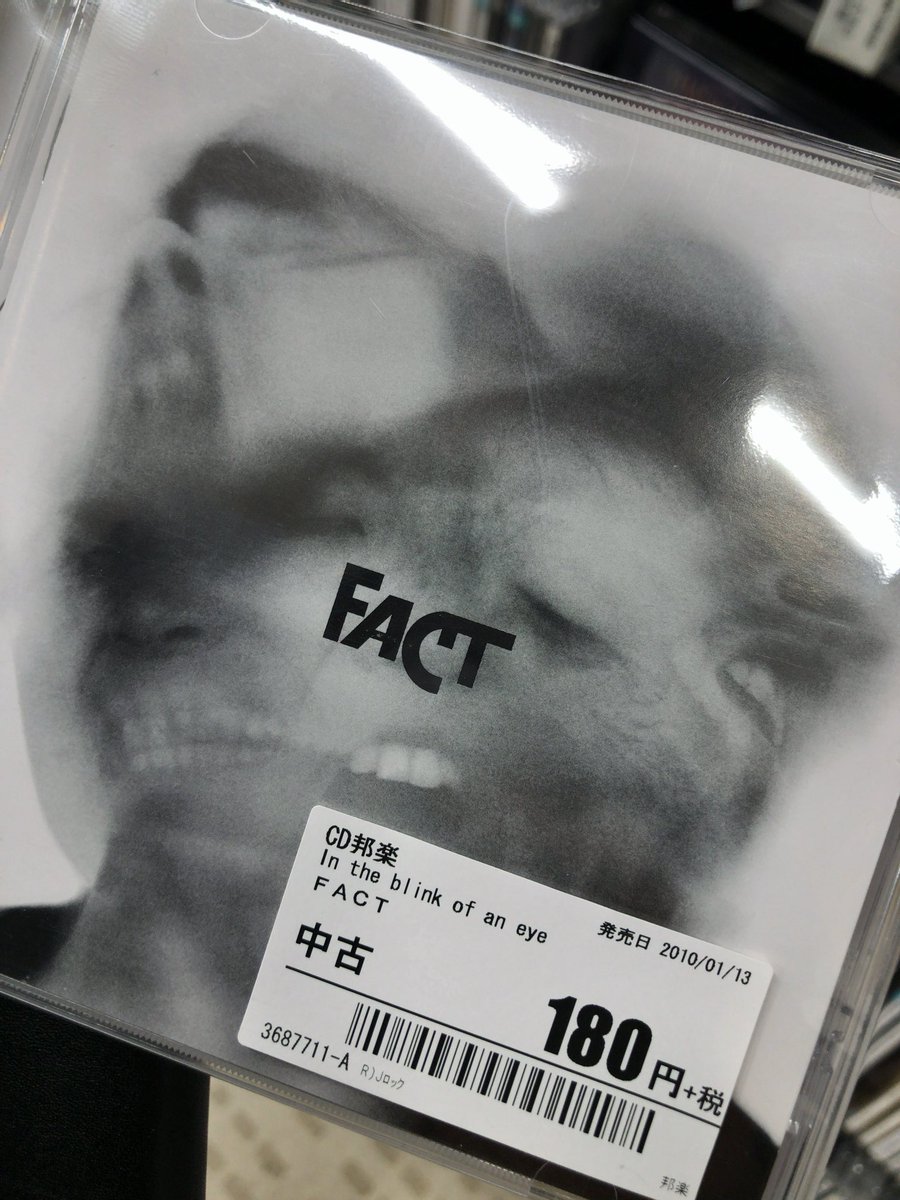 FACT
CD邦楽
In the blink of an eye
FACT
発売日 2010/01/13
中古
180円+税
3687711-A
R)Jロック
邦楽